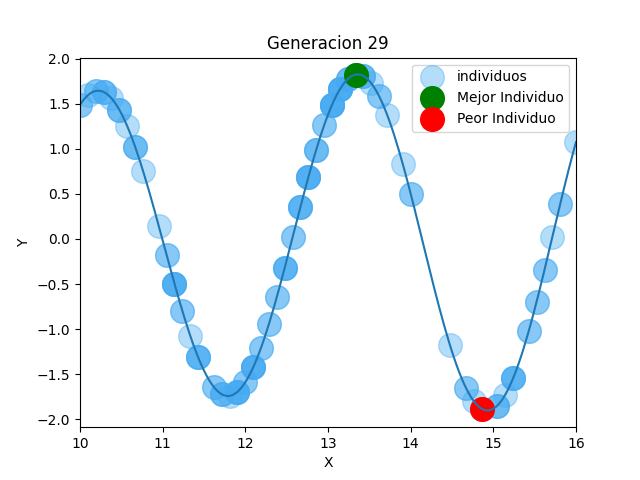 Generacion 29
individuos
Mejor Individuo
Peor Individuo
2.0
1.5
1.0
0.5
0.0
−0.5
−1.0
−1.5
−2.0
Y
10 11 12 13 14 15 16
X